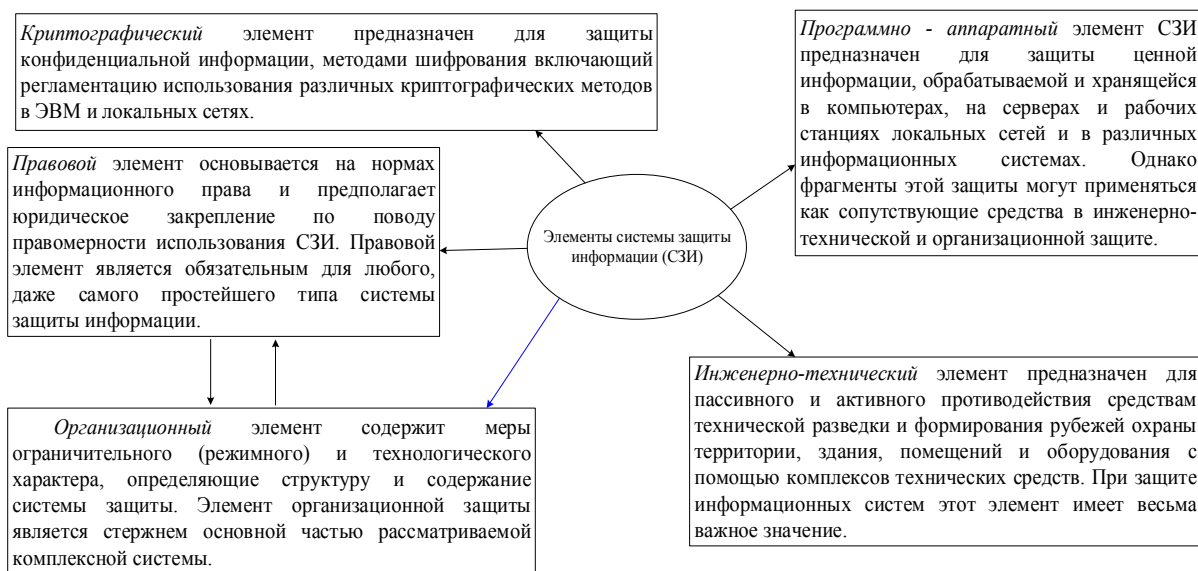 Криптографический элемент предназначен для защиты
конфиденциальной информации, методами шифрования включающий
регламентацию использования различных криптографических методов
в ЭВМ и локальных сетях.
Программно - аппаратный элемент СЗИ
предназначен для защиты ценной
информации, обрабатываемой и хранящейся
в компьютерах, на серверах и рабочих
станциях локальных сетей и в различных
информационных системах. Однако
фрагменты этой защиты могут применяться
как сопутствующие средства в инженерно-
технической и организационной защите.
Правовой элемент основывается на нормах
информационного права и предполагает
юридическое закрепление по поводу
правомерности использования СЗИ. Правовой
элемент является обязательным для любого,
даже самого простейшего типа системы
защиты информации.
Элементы системы защиты
информации (СЗИ)
Организационный элемент содержит меры
ограничительного (режимного) и технологического
характера, определяющие структуру и содержание
системы защиты. Элемент организационной защиты
является стержнем основной частью рассматриваемой
комплексной системы.
Инженерно-технический элемент предназначен для
пассивного и активного противодействия средствам
технической разведки и формирования рубежей охраны
территории, здания, помещений и оборудования с
помощью комплексов технических средств. При защите
информационных систем этот элемент имеет весьма
важное значение.